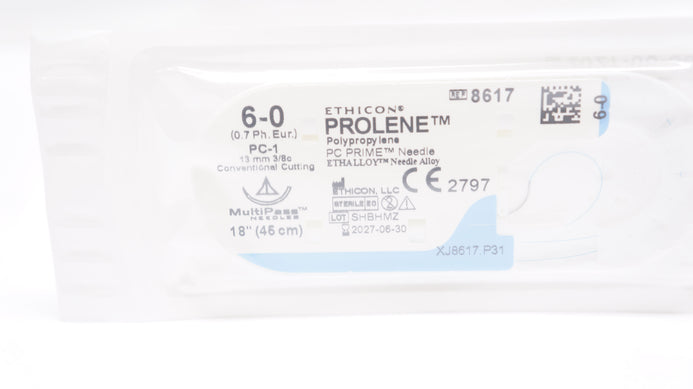 6-0
(0.7 Ph. Eur.)
PC-1
13 mm 3/8c
Conventional Cutting
MultiPass™
NEEDLES
18" (45 cm)
ETHICON®
PROLENE™
Polypropylene
PC PRIME™ Needle
ETHALLOY™ Needle Alloy
ETHICON, LLC
CE 2797
STERILE EO
LOT SHBHMZ
2027-06-30
REF 8617
6-0
XJ8617.P31